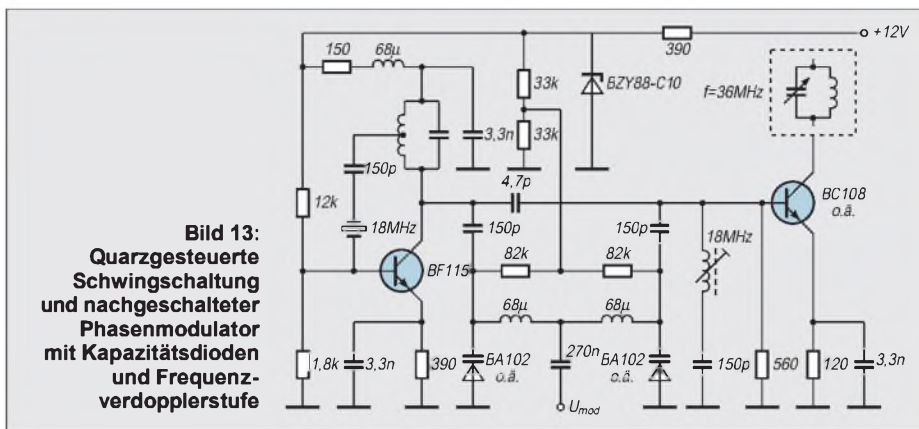 +12V
390
150
68µ
33k
BZY88-C10
f=36MHz
3,3n
33k
150p
4,7p
12k
BC108
o.ä.
18MHz
150p
150p
18MHz
82k
82k
BF115
68µ
68µ
1,8k
3,3n
390
BA102
o.ä.
270n
BA102
o.ä.
150p
560
120
3,3n
Umod
Bild 13:
Quarzgesteuerte
Schwingschaltung
und nachgeschalteter
Phasenmodulator
mit Kapazitätsdioden
und Frequenz-
verdopplerstufe